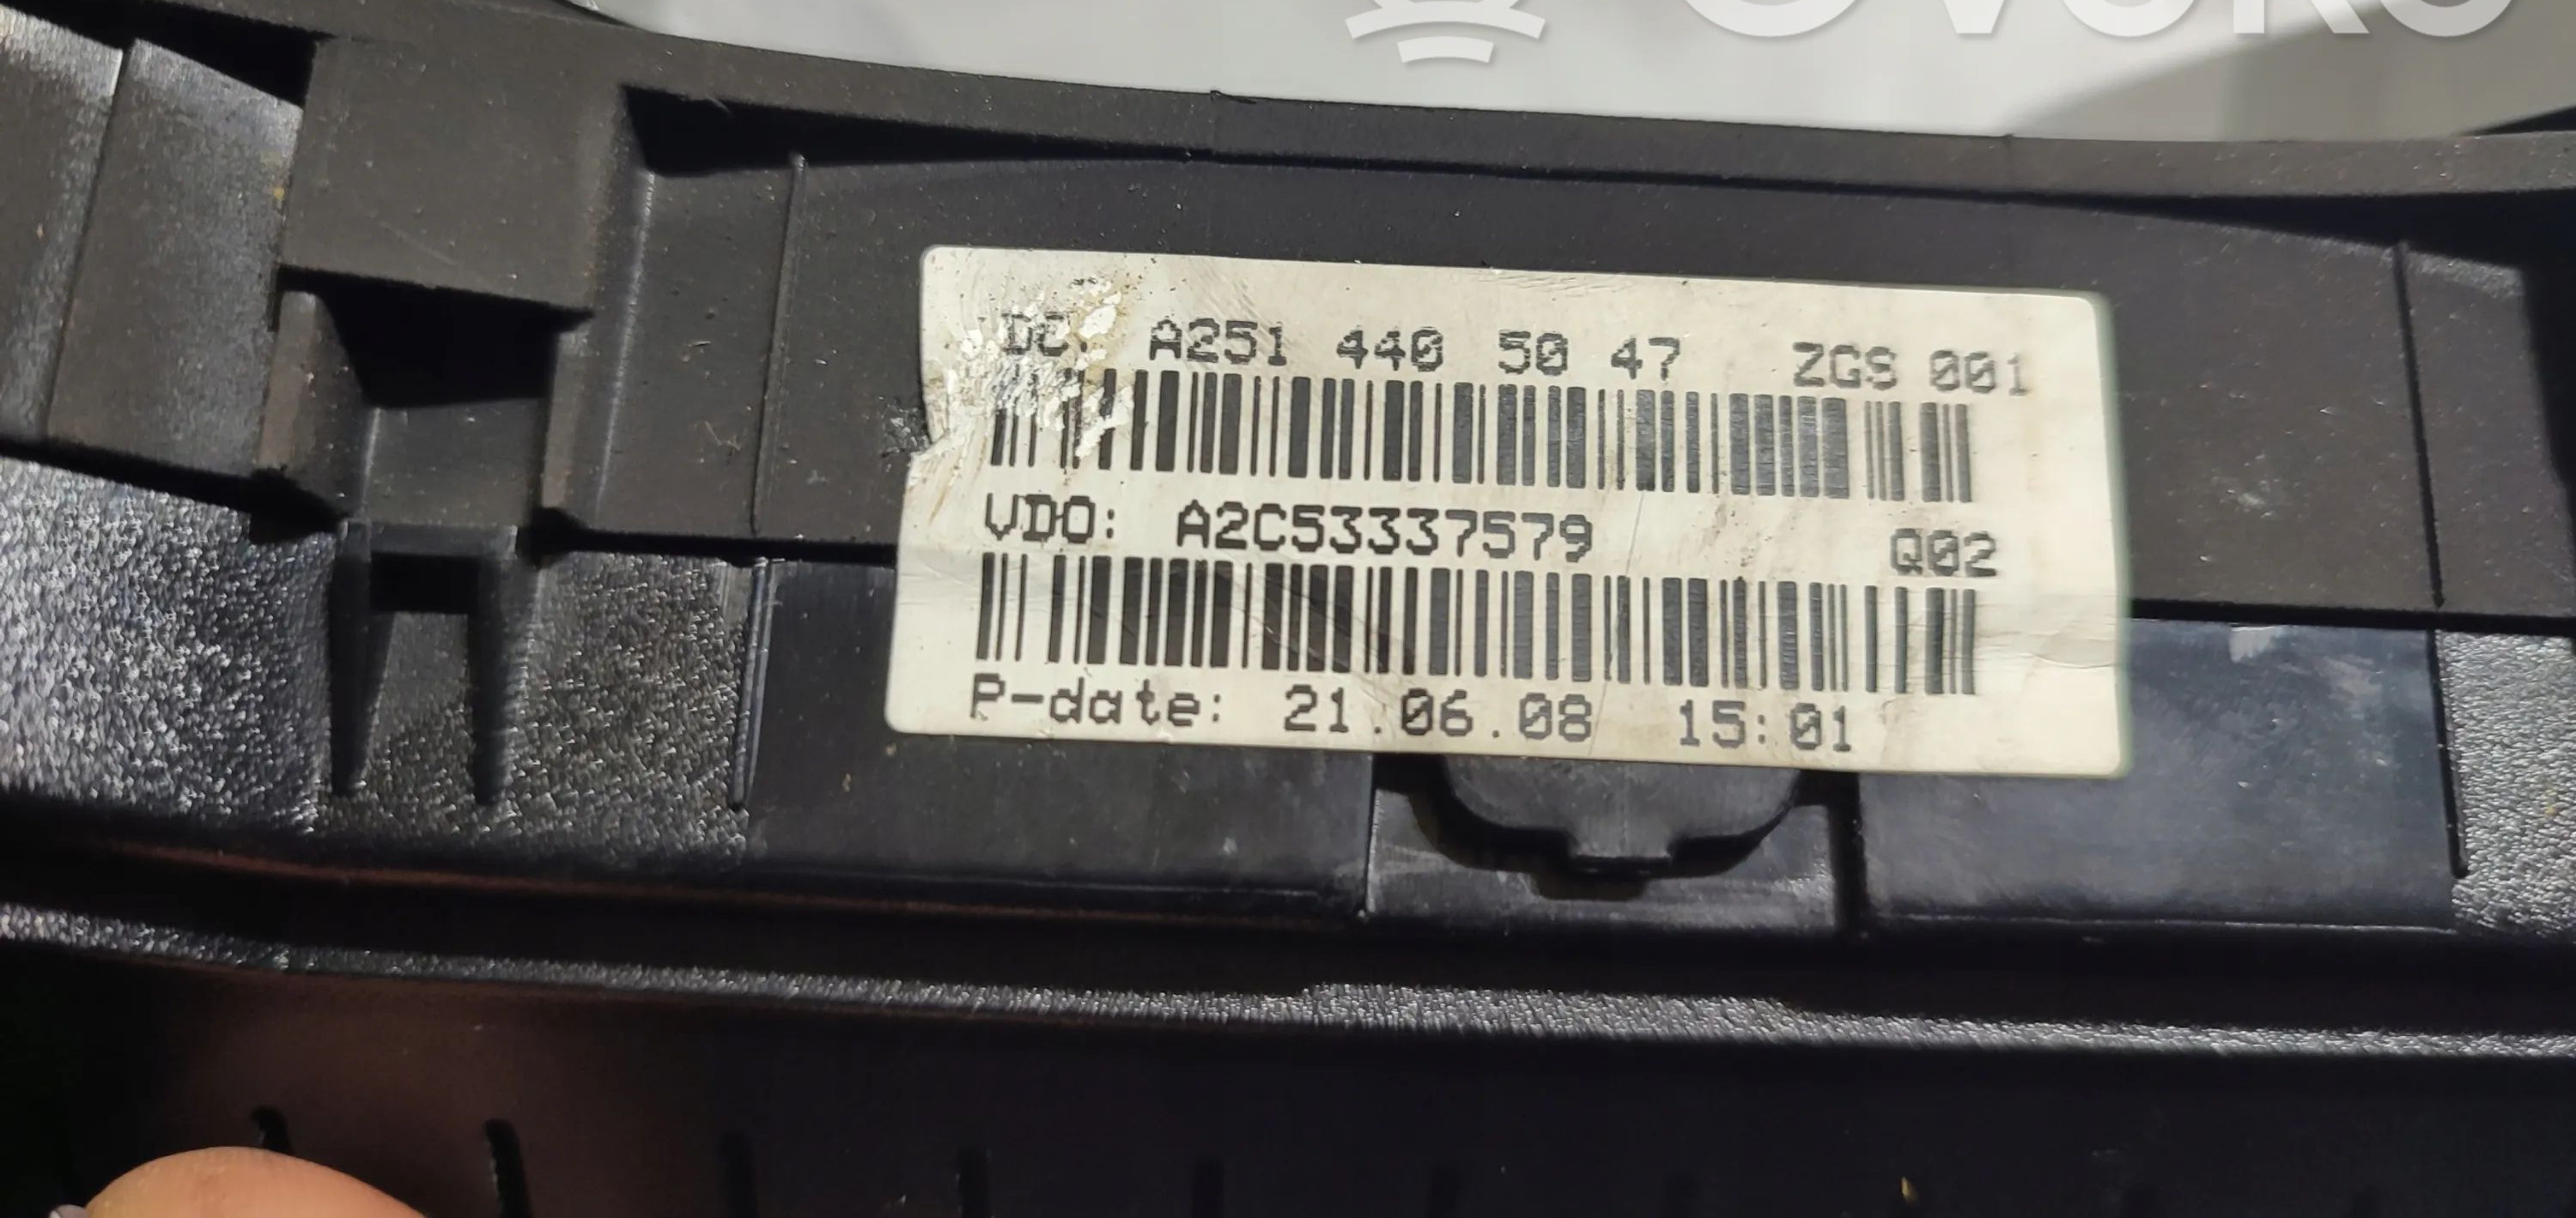 DC: A251 440 50 47 ZGS 001
VDO: A2C53337579 Q02
P-date: 21.06.08 15:01